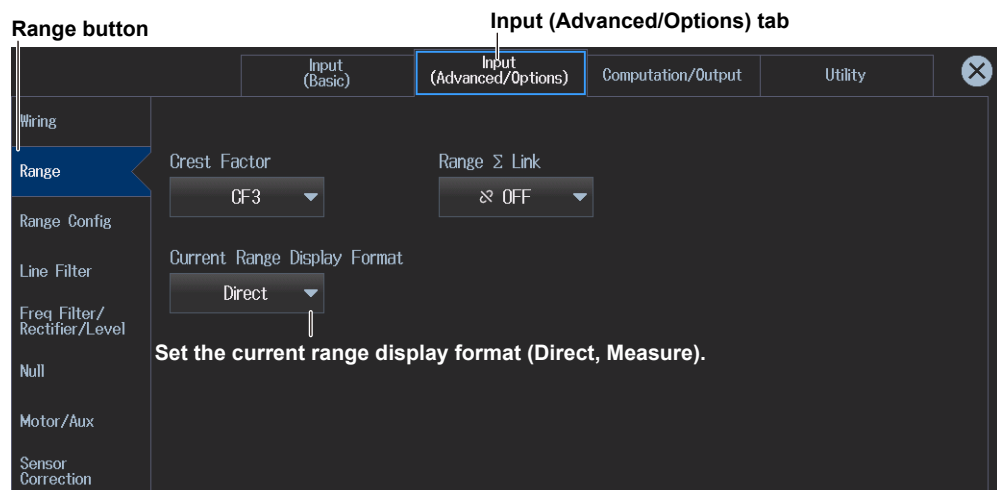 Range button
Input (Advanced/Options) tab
Input
(Basic)
Input
(Advanced/Options)
Computation/Output
Utility
Wiring
Range
Range Config
Line Filter
Freq Filter/
Rectifier/Level
Null
Motor/Aux
Sensor
Correction
Crest Factor
CF3
Range Σ Link
OFF
Current Range Display Format
Direct
Set the current range display format (Direct, Measure).